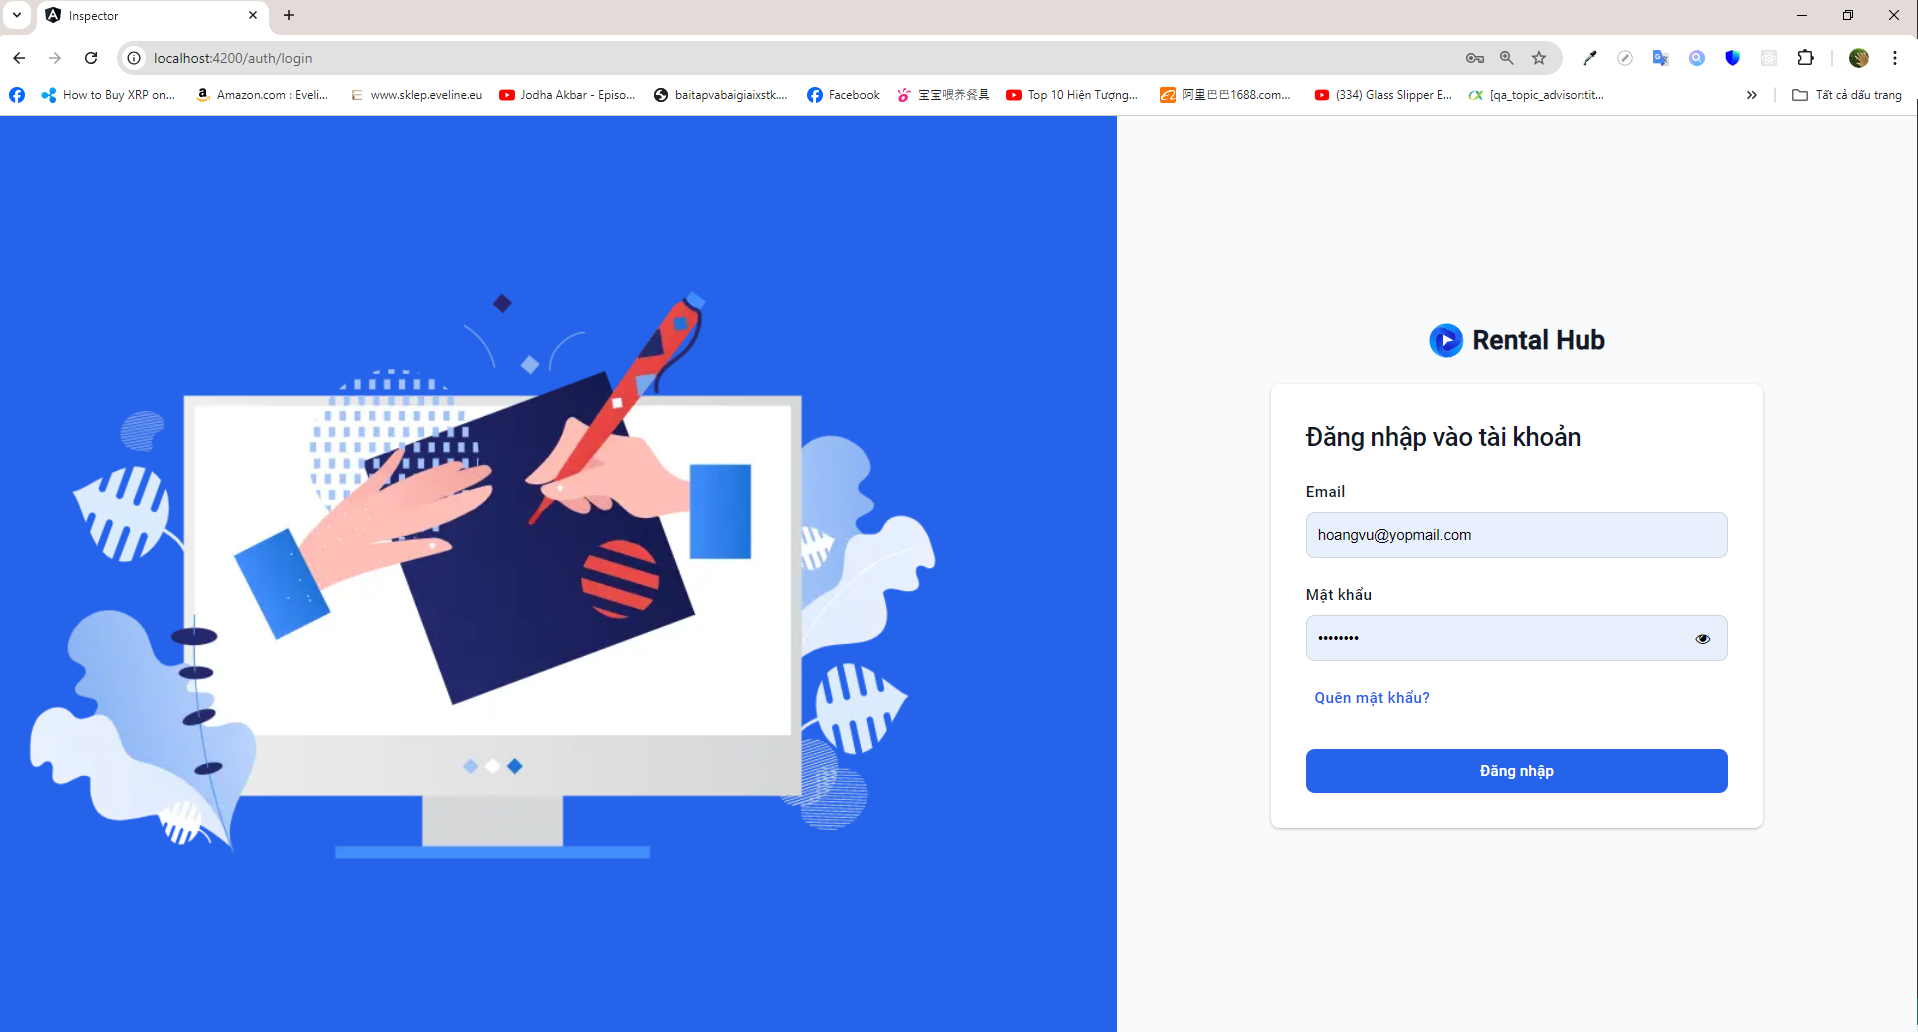 Inspector
localhost:4200/auth/login
How to Buy XRP on...
Amazon.com : Eveli...
www.sklep.eveline.eu
Jodha Akbar - Episo...
baitapvabaigiaixstk....
Facebook
宝宝喂养餐具
Top 10 Hiện Tượng...
阿里巴巴1688.com...
(334) Glass Slipper E...
[qa_topic_advisor:tit...
Tất cả dấu trang
Rental Hub
Đăng nhập vào tài khoản
Email
hoangvu@yopmail.com
Mật khẩu
••••••••
Quên mật khẩu?
Đăng nhập